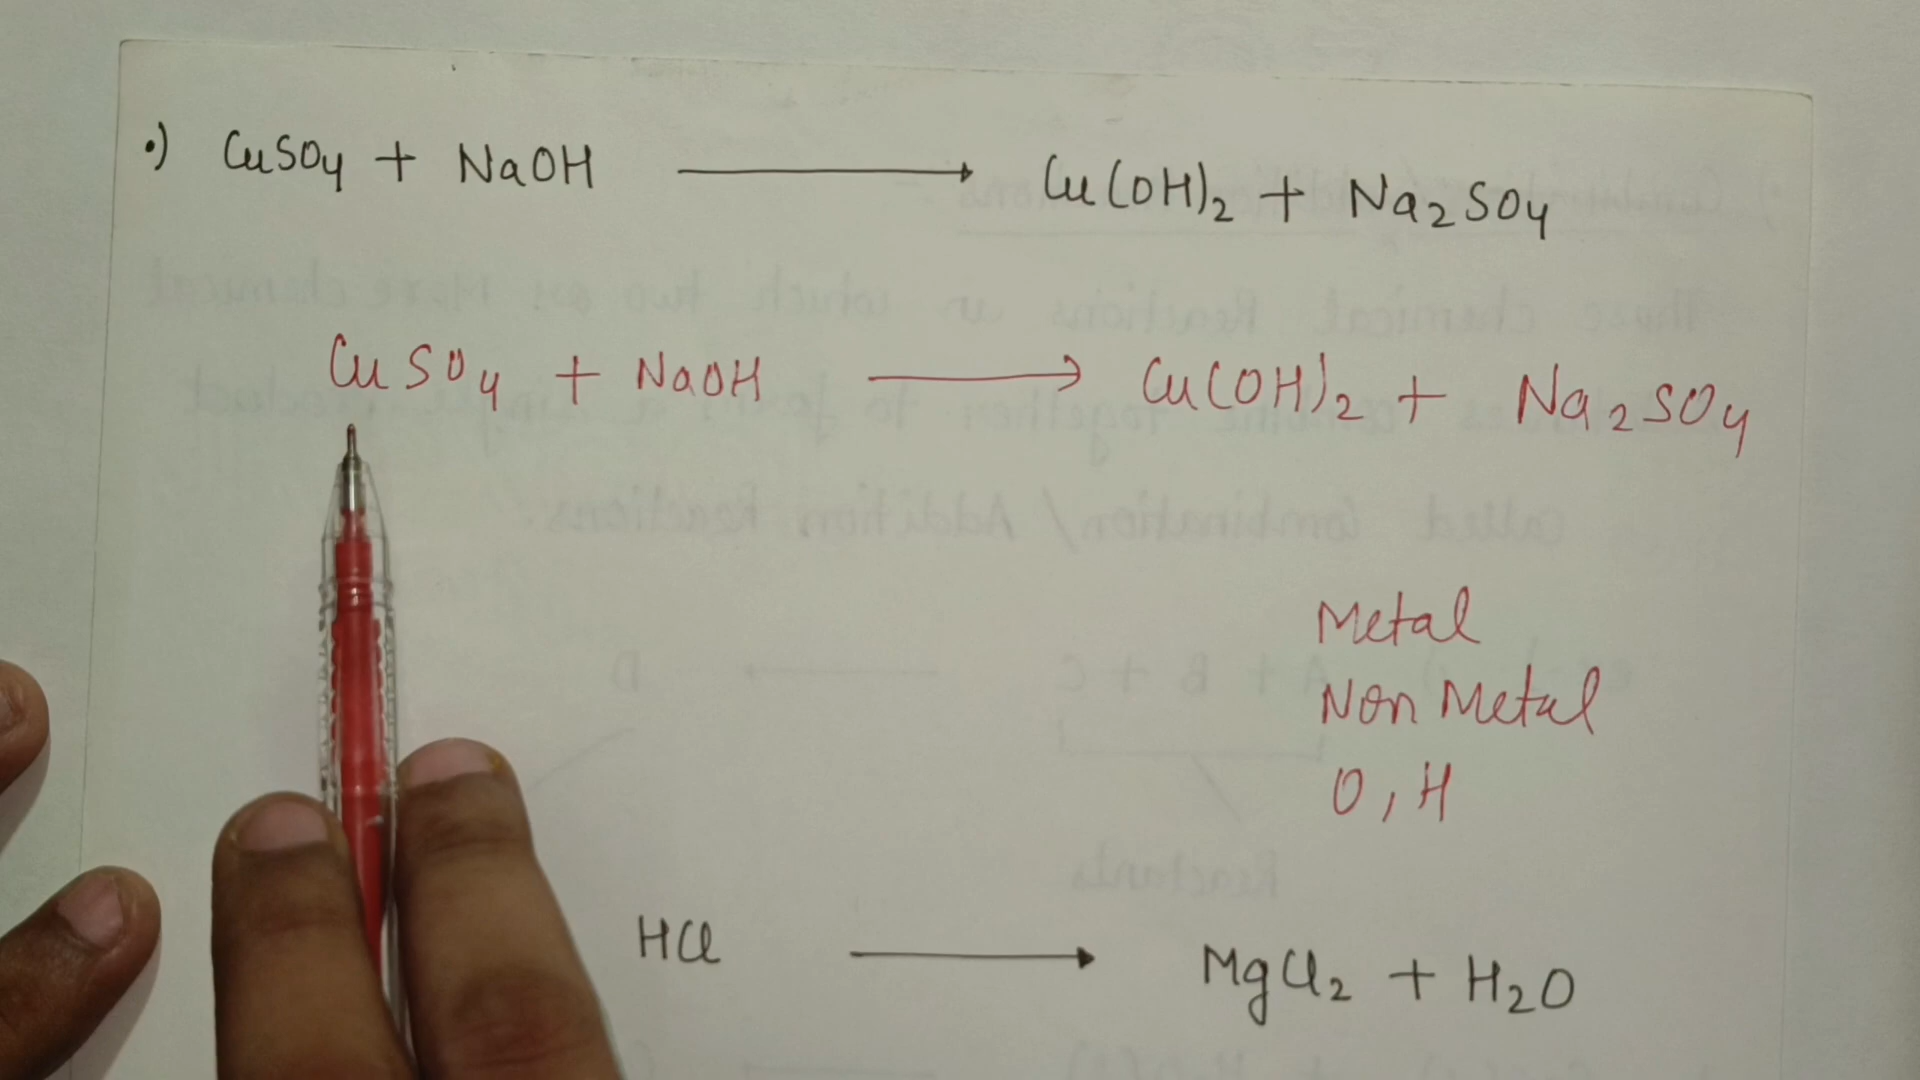 •) CuSO₄ + NaOH ⟶ Cu(OH)₂ + Na₂SO₄
CuSO₄ + NaOH ⟶ Cu(OH)₂ + Na₂SO₄
Metal
Non Metal
O, H
HCl ⟶ MgCl₂ + H₂O